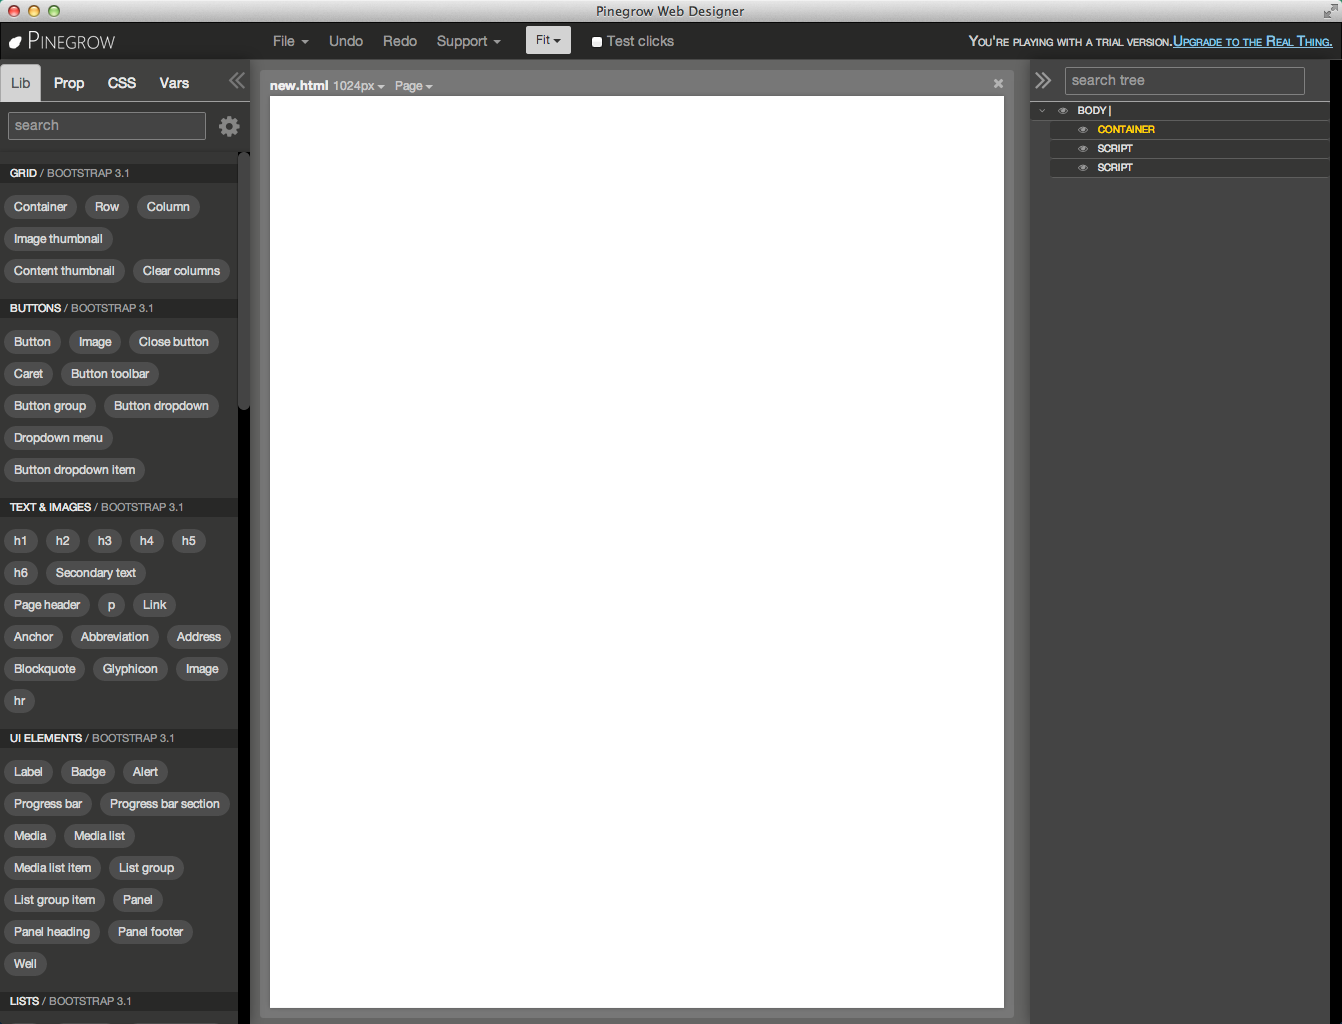 Pinegrow Web Designer
PINEGROW File Undo Redo Support Fit Test clicks You're playing with a trial version.Upgrade to the Real Thing.
Lib Prop CSS Vars
search
GRID / BOOTSTRAP 3.1
Container Row Column
Image thumbnail
Content thumbnail Clear columns
BUTTONS / BOOTSTRAP 3.1
Button Image Close button
Caret Button toolbar
Button group Button dropdown
Dropdown menu
Button dropdown item
TEXT & IMAGES / BOOTSTRAP 3.1
h1 h2 h3 h4 h5
h6 Secondary text
Page header p Link
Anchor Abbreviation Address
Blockquote Glyphicon Image
hr
UI ELEMENTS / BOOTSTRAP 3.1
Label Badge Alert
Progress bar Progress bar section
Media Media list
Media list item List group
List group item Panel
Panel heading Panel footer
Well
LISTS / BOOTSTRAP 3.1
new.html 1024px Page
search tree
BODY |
CONTAINER
SCRIPT
SCRIPT